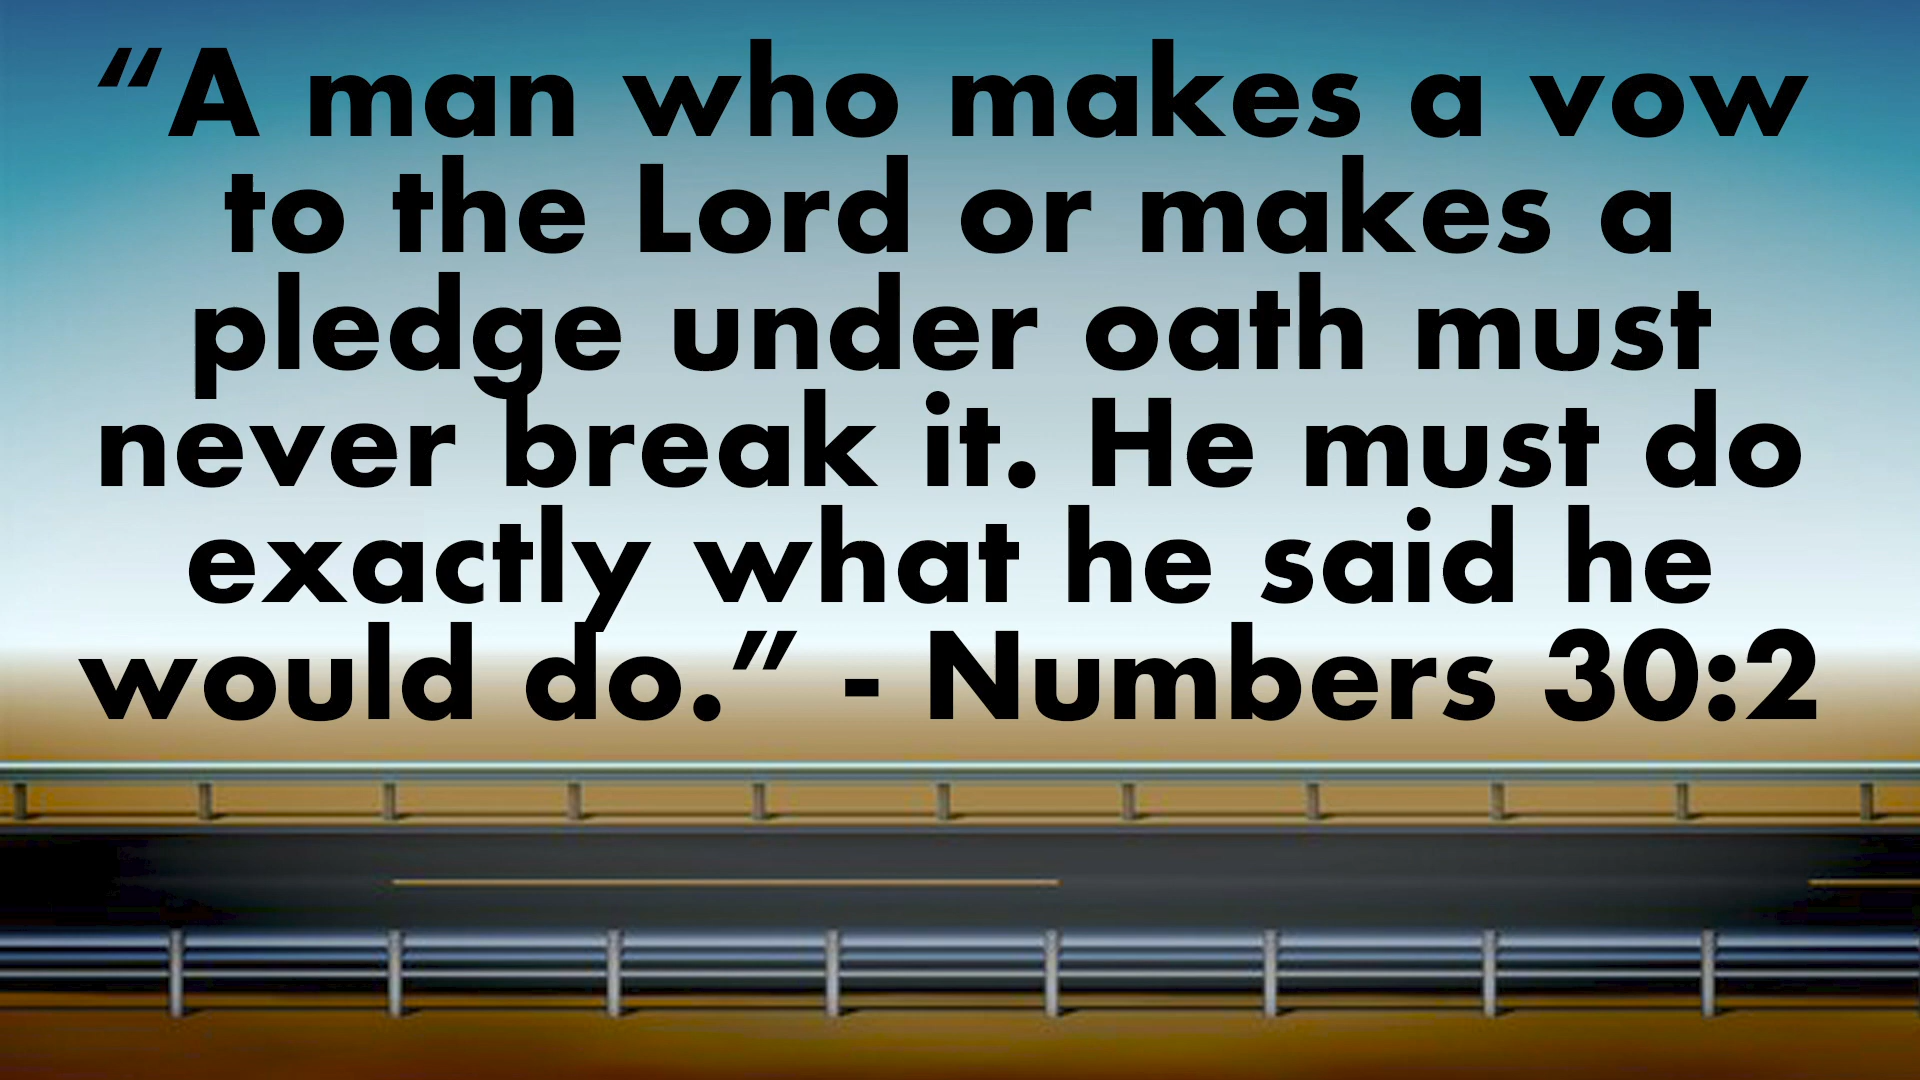 “A man who makes a vow
to the Lord or makes a
pledge under oath must
never break it. He must do
exactly what he said he
would do.” - Numbers 30:2